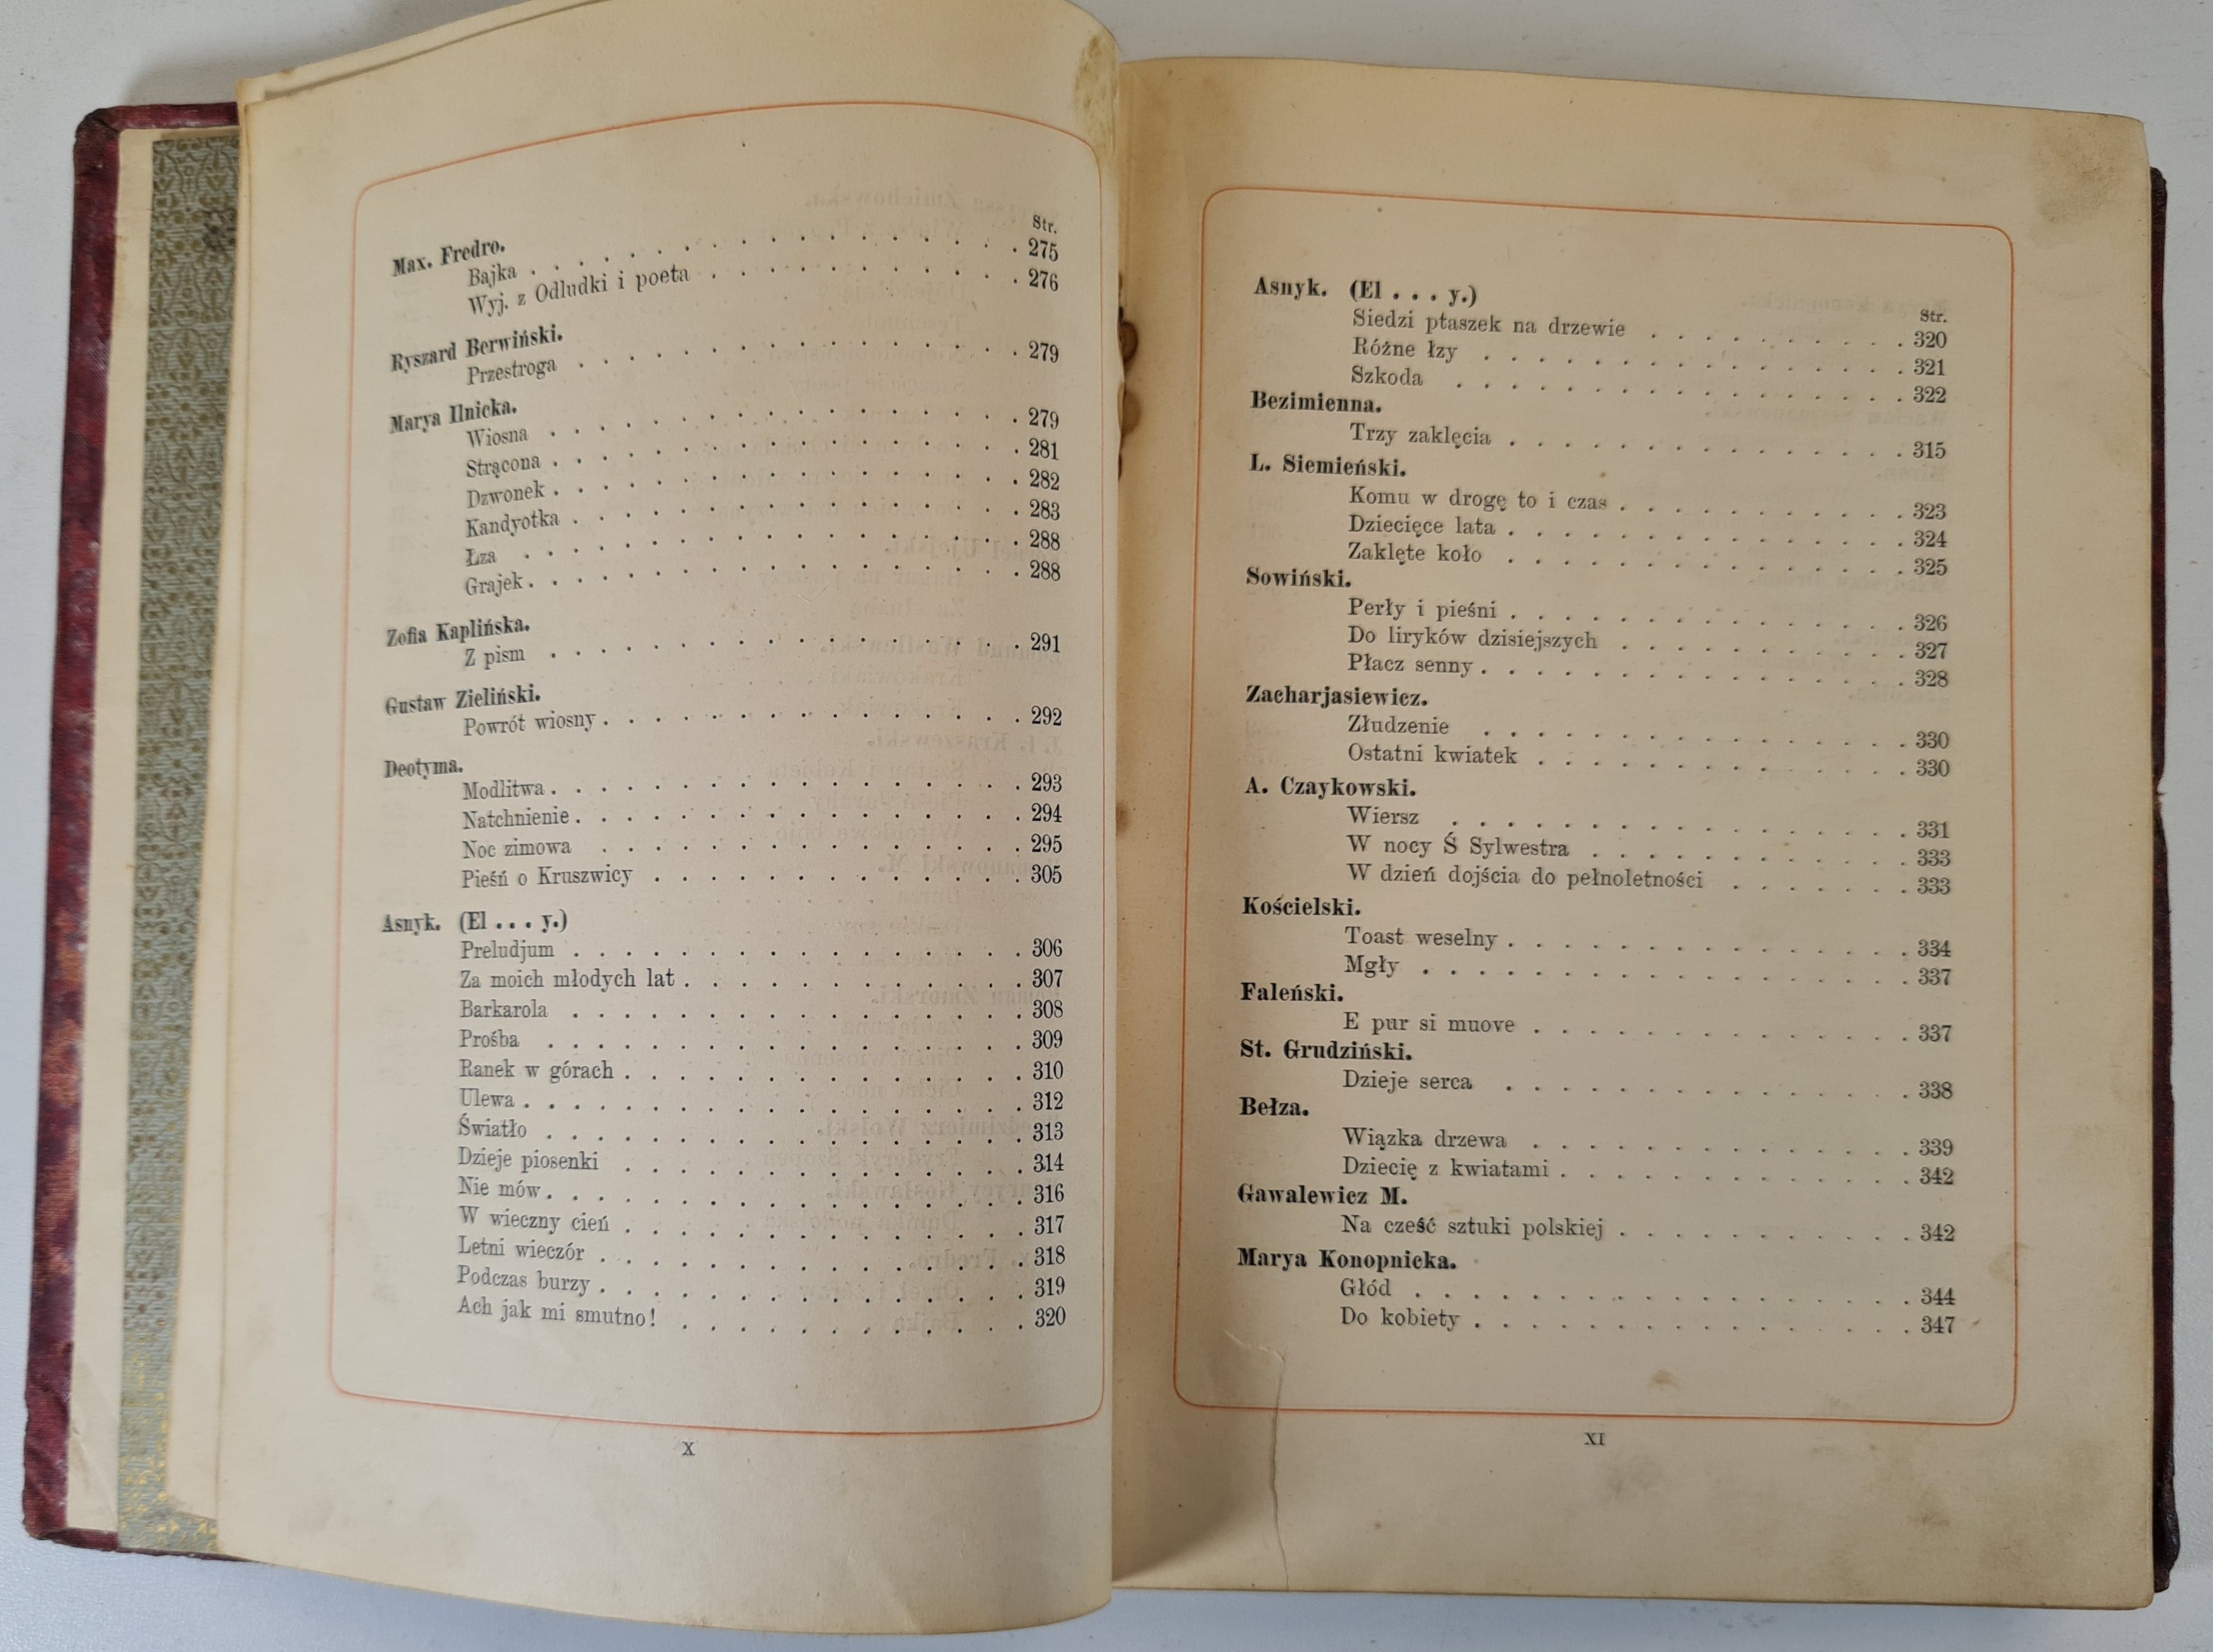 Str.
Max. Fredro.
Bajka . . . . . . . . . . . . . . . . 275
Wyj. z Odludki i poeta . . . . . . . . . . . 276
Ryszard Berwiński.
Przestroga . . . . . . . . . . . . . . . 279
Marya Ilnicka.
Wiosna . . . . . . . . . . . . . . . . 279
Strącona . . . . . . . . . . . . . . . . 281
Dzwonek . . . . . . . . . . . . . . . . 282
Kandyotka . . . . . . . . . . . . . . . 283
Łza . . . . . . . . . . . . . . . . . 288
Grajek . . . . . . . . . . . . . . . . . 288
Zofia Kaplińska.
Z pism . . . . . . . . . . . . . . . . 291
Gustaw Zieliński.
Powrót wiosny . . . . . . . . . . . . . . 292
Deotyma.
Modlitwa . . . . . . . . . . . . . . . . 293
Natchnienie . . . . . . . . . . . . . . . 294
Noc zimowa . . . . . . . . . . . . . . 295
Pieśń o Kruszwicy . . . . . . . . . . . . 305
Asnyk. (El . . . y.)
Preludjum . . . . . . . . . . . . . . . 306
Za moich młodych lat . . . . . . . . . . . 307
Barkarola . . . . . . . . . . . . . . . 308
Prośba . . . . . . . . . . . . . . . . 309
Ranek w górach . . . . . . . . . . . . . 310
Ulewa . . . . . . . . . . . . . . . . . 312
Światło . . . . . . . . . . . . . . . . 313
Dzieje piosenki . . . . . . . . . . . . . 314
Nie mów . . . . . . . . . . . . . . . . 316
W wieczny cień . . . . . . . . . . . . . 317
Letni wieczór . . . . . . . . . . . . . . 318
Podczas burzy . . . . . . . . . . . . . . 319
Ach jak mi smutno! . . . . . . . . . . . 320
X
Asnyk. (El . . . y.)
Str.
Siedzi ptaszek na drzewie . . . . . . . . . . 320
Różne łzy . . . . . . . . . . . . . . . 321
Szkoda . . . . . . . . . . . . . . . . 322
Bezimienna.
Trzy zaklęcia . . . . . . . . . . . . . . 315
L. Siemieński.
Komu w drogę to i czas . . . . . . . . . . 323
Dziecięce lata . . . . . . . . . . . . . . 324
Zaklęte koło . . . . . . . . . . . . . . 325
Sowiński.
Perły i pieśni . . . . . . . . . . . . . . 326
Do liryków dzisiejszych . . . . . . . . . . 327
Płacz senny . . . . . . . . . . . . . . . 328
Zacharjasiewicz.
Złudzenie . . . . . . . . . . . . . . . 330
Ostatni kwiatek . . . . . . . . . . . . . 330
A. Czaykowski.
Wiersz . . . . . . . . . . . . . . . . 331
W nocy Ś Sylwestra . . . . . . . . . . . 333
W dzień dojścia do pełnoletności . . . . . . . 333
Kościelski.
Toast weselny . . . . . . . . . . . . . . 334
Mgły . . . . . . . . . . . . . . . . . 337
Faleński.
E pur si muove . . . . . . . . . . . . . 337
St. Grudziński.
Dzieje serca . . . . . . . . . . . . . . 338
Bełza.
Wiązka drzewa . . . . . . . . . . . . . 339
Dziecię z kwiatami . . . . . . . . . . . . 342
Gawalewicz M.
Na cześć sztuki polskiej . . . . . . . . . . 342
Marya Konopnicka.
Głód . . . . . . . . . . . . . . . . . 344
Do kobiety . . . . . . . . . . . . . . . 347
XI